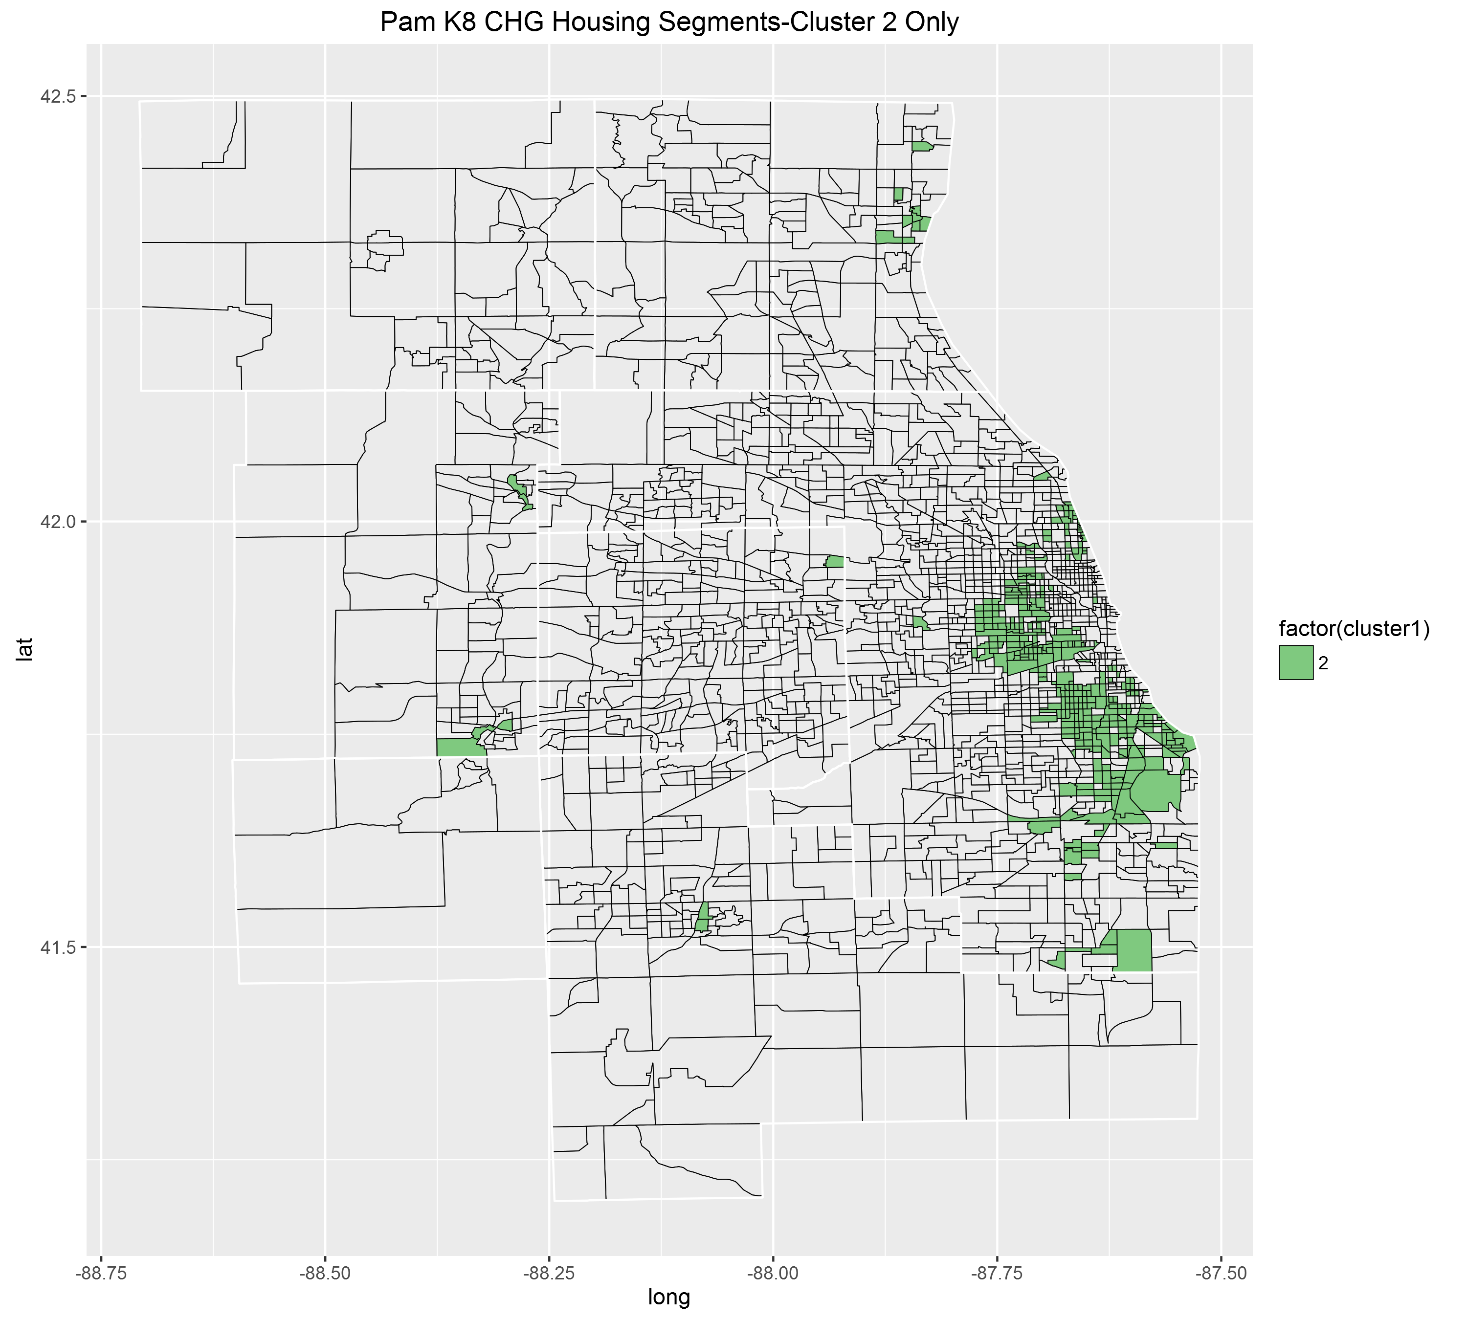 Pam K8 CHG Housing Segments-Cluster 2 Only
42.5
42.0
41.5
lat
-88.75
-88.50
-88.25
-88.00
-87.75
-87.50
long
factor(cluster1)
2